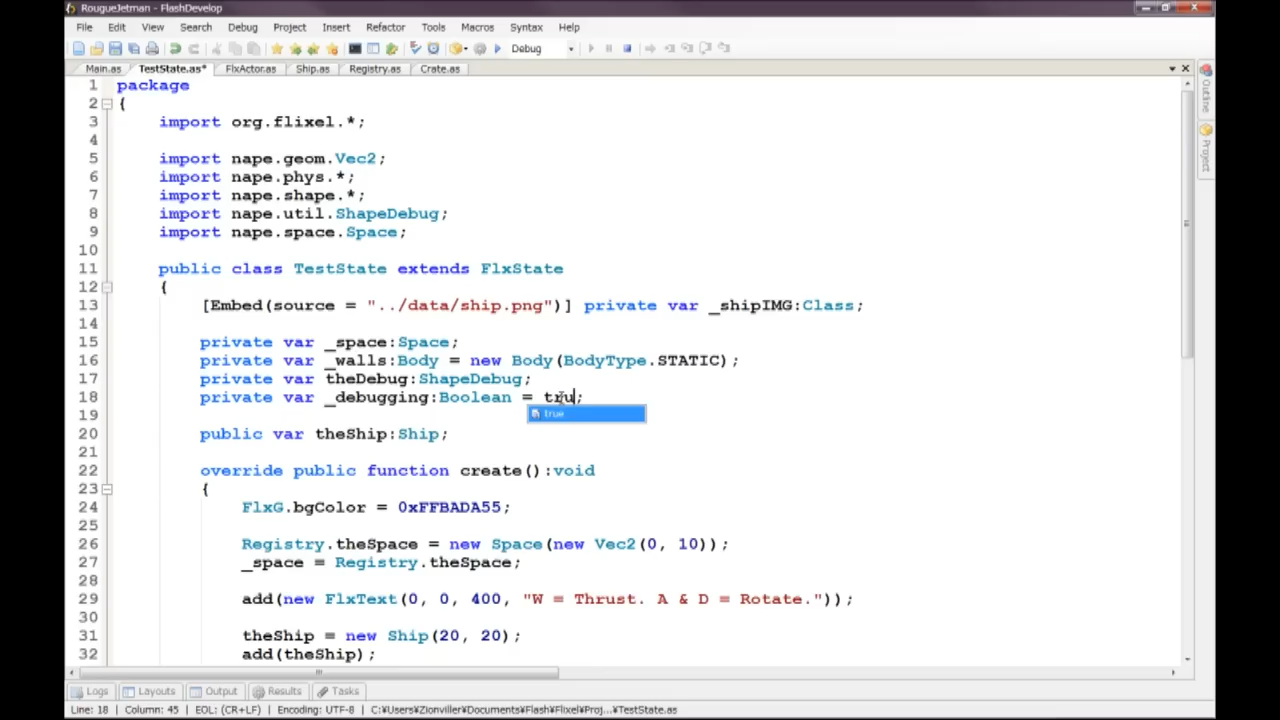 RougueJetman - FlashDevelop
File Edit View Search Debug Project Insert Refactor Tools Macros Syntax Help
Debug
Main.as TestState.as* FlxActor.as Ship.as Registry.as Crate.as
1 package
2 {
3 import org.flixel.*;
4
5 import nape.geom.Vec2;
6 import nape.phys.*;
7 import nape.shape.*;
8 import nape.util.ShapeDebug;
9 import nape.space.Space;
10
11 public class TestState extends FlxState
12 {
13 [Embed(source = "../data/ship.png")] private var _shipIMG:Class;
14
15 private var _space:Space;
16 private var _walls:Body = new Body(BodyType.STATIC);
17 private var theDebug:ShapeDebug;
18 private var _debugging:Boolean = tru;
true
19
20 public var theShip:Ship;
21
22 override public function create():void
23 {
24 FlxG.bgColor = 0xFFBADA55;
25
26 Registry.theSpace = new Space(new Vec2(0, 10));
27 _space = Registry.theSpace;
28
29 add(new FlxText(0, 0, 400, "W = Thrust. A & D = Rotate."));
30
31 theShip = new Ship(20, 20);
32 add(theShip);
Outline
Project
Logs Layouts Output Results Tasks
Line: 18 | Column: 45 | EOL: (CR+LF) | Encoding: UTF-8 | C:¥Users¥Zionviller¥Documents¥Flash¥Flixel¥Proj...¥TestState.as